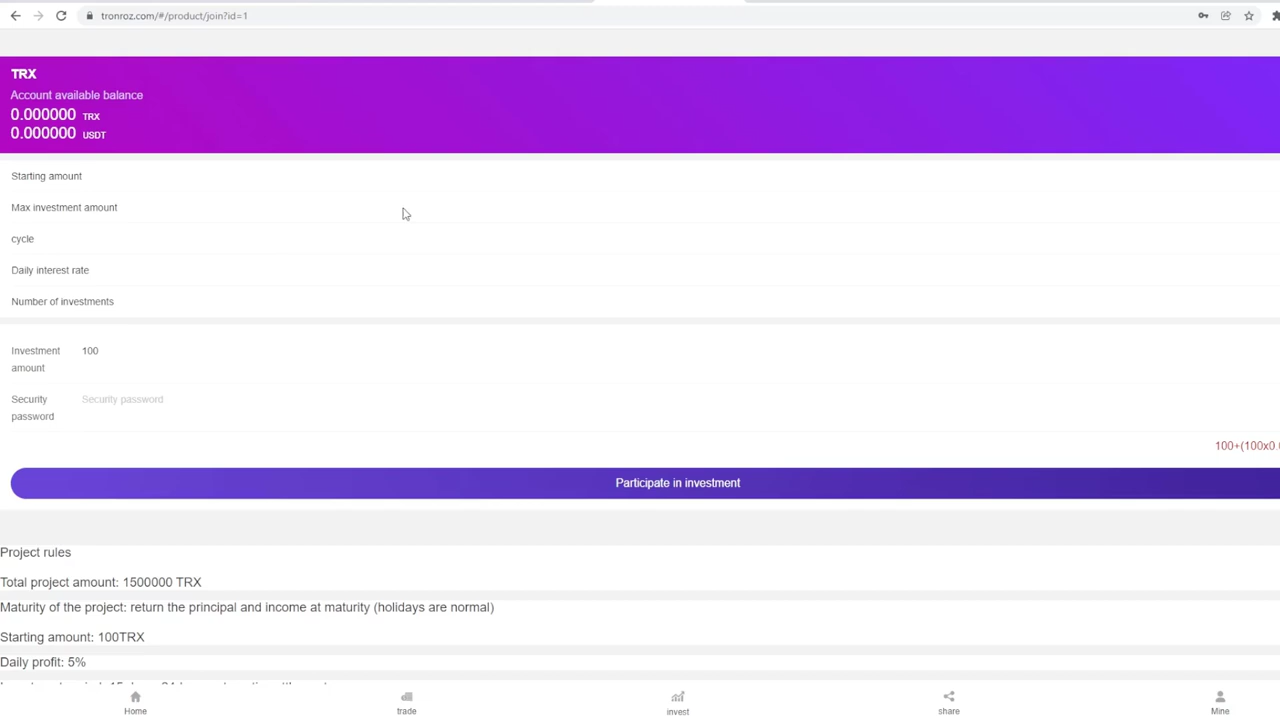 tronroz.com/#/product/join?id=1
TRX
Account available balance
0.000000 TRX
0.000000 USDT
Starting amount
Max investment amount
cycle
Daily interest rate
Number of investments
Investment amount 100
Security password Security password
100+(100x0.
Participate in investment
Project rules
Total project amount: 1500000 TRX
Maturity of the project: return the principal and income at maturity (holidays are normal)
Starting amount: 100TRX
Daily profit: 5%
Home trade invest share Mine